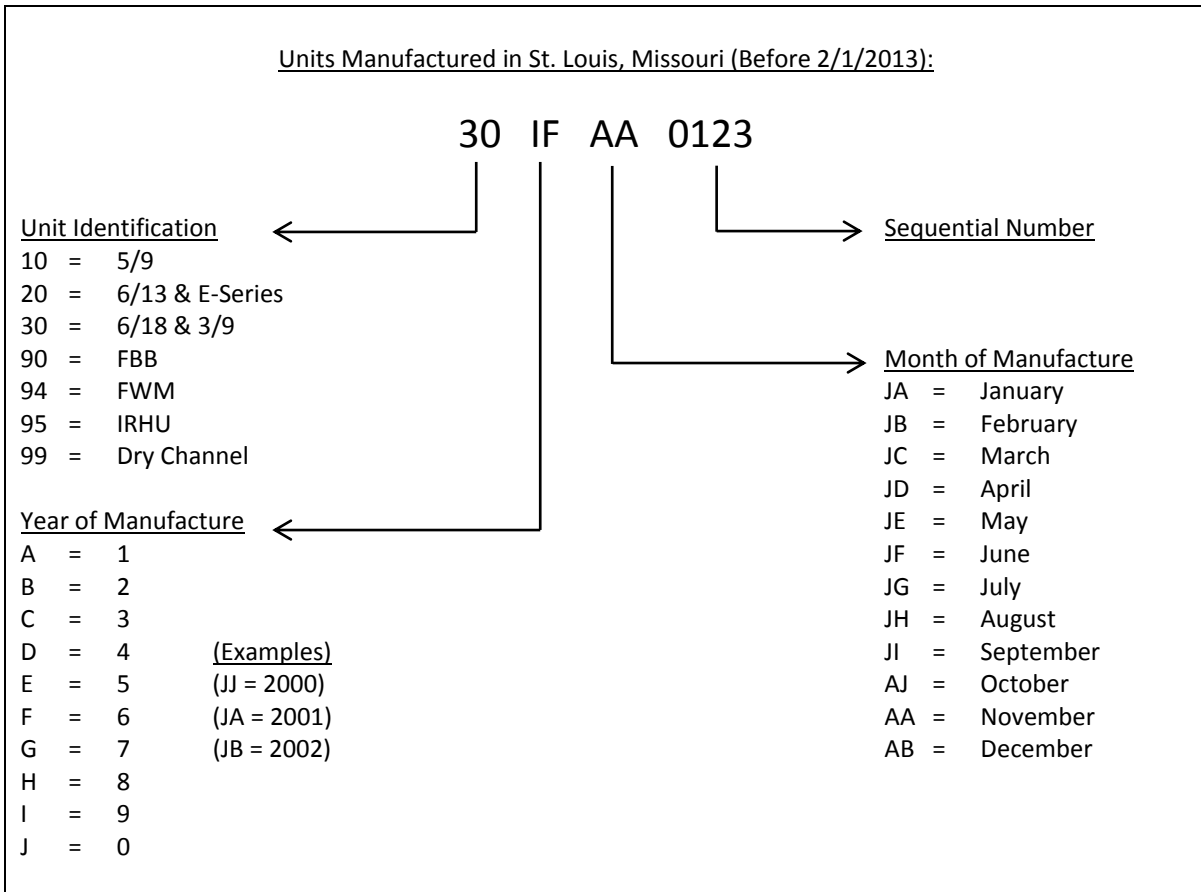 Units Manufactured in St. Louis, Missouri (Before 2/1/2013):
30 IF AA 0123
Unit Identification
10 = 5/9
20 = 6/13 & E-Series
30 = 6/18 & 3/9
90 = FBB
94 = FWM
95 = IRHU
99 = Dry Channel
Year of Manufacture
A = 1
B = 2
C = 3
D = 4 (Examples)
E = 5 (JJ = 2000)
F = 6 (JA = 2001)
G = 7 (JB = 2002)
H = 8
I = 9
J = 0
Sequential Number
Month of Manufacture
JA = January
JB = February
JC = March
JD = April
JE = May
JF = June
JG = July
JH = August
JI = September
AJ = October
AA = November
AB = December